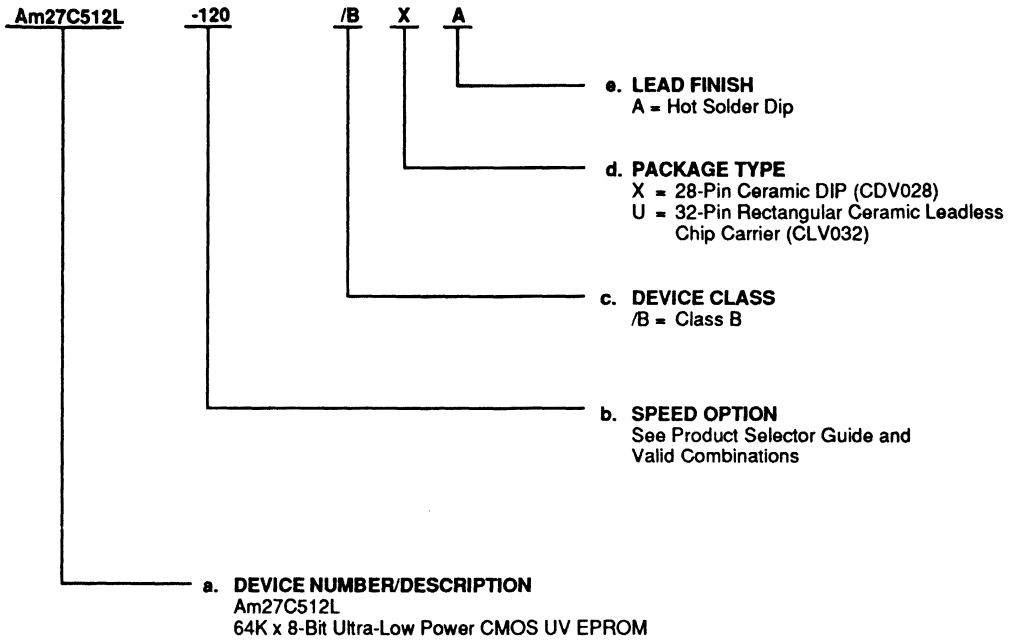 Am27C512L -120 /B X A
e. LEAD FINISH
A = Hot Solder Dip
d. PACKAGE TYPE
X = 28-Pin Ceramic DIP (CDV028)
U = 32-Pin Rectangular Ceramic Leadless
Chip Carrier (CLV032)
c. DEVICE CLASS
/B = Class B
b. SPEED OPTION
See Product Selector Guide and
Valid Combinations
a. DEVICE NUMBER/DESCRIPTION
Am27C512L
64K x 8-Bit Ultra-Low Power CMOS UV EPROM